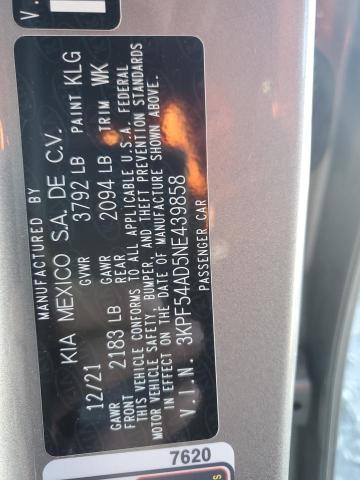 MANUFACTURED BY
KIA MEXICO S.A. DE C.V.
12/21 GVWR 3792 LB PAINT KLG
GAWR FRONT 2183 LB GAWR REAR 2094 LB TRIM WK
THIS VEHICLE CONFORMS TO ALL APPLICABLE U.S.A. FEDERAL
MOTOR VEHICLE SAFETY, BUMPER, AND THEFT PREVENTION STANDARDS
IN EFFECT ON THE DATE OF MANUFACTURE SHOWN ABOVE.
V.I.N. 3KPF54AD5NE439858
PASSENGER CAR
7620